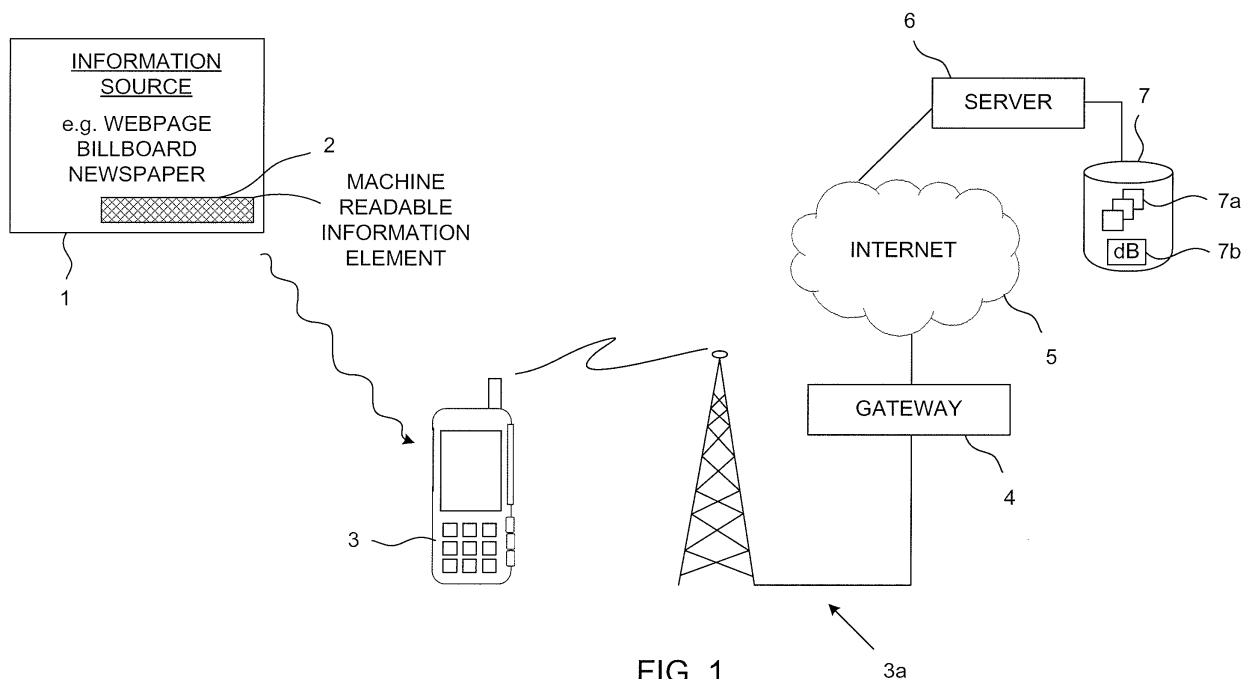 INFORMATION
SOURCE
e.g. WEBPAGE
BILLBOARD
NEWSPAPER
1
2
MACHINE
READABLE
INFORMATION
ELEMENT
3
3a
GATEWAY
4
INTERNET
5
6
SERVER
7
7a
dB
7b
FIG. 1